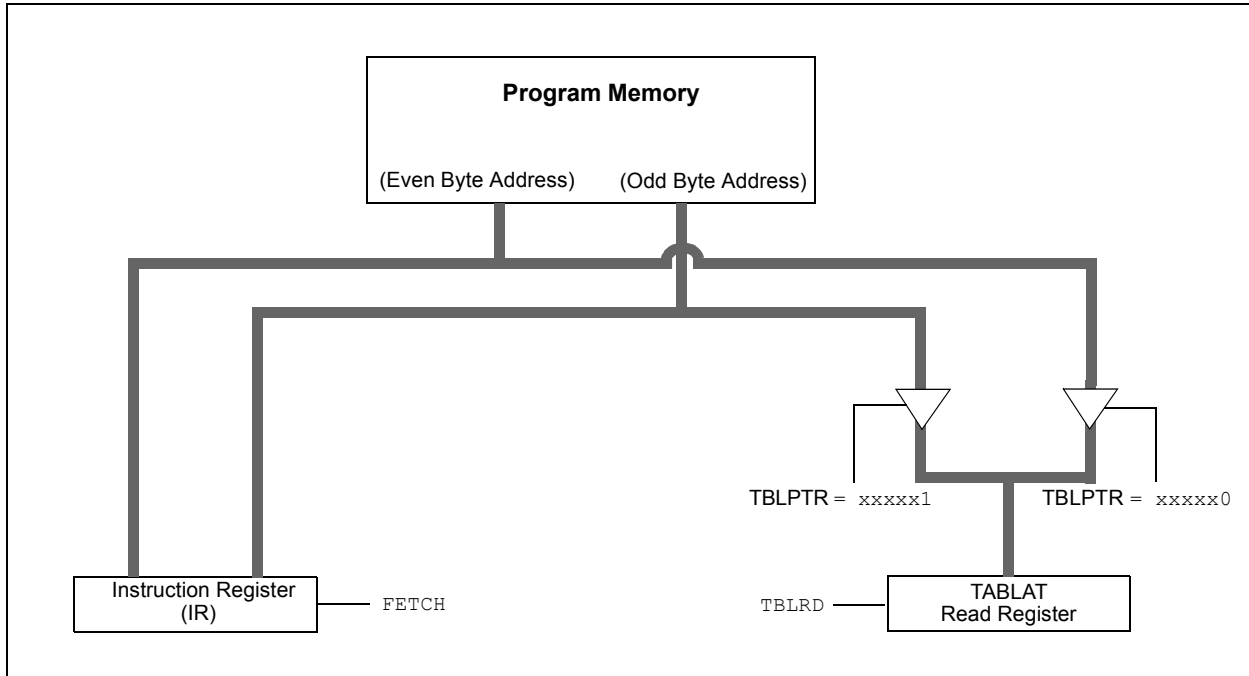 Program Memory
(Even Byte Address) (Odd Byte Address)
TBLPTR = xxxxx1
TBLPTR = xxxxx0
Instruction Register
(IR)
FETCH
TBLRD
TABLAT
Read Register